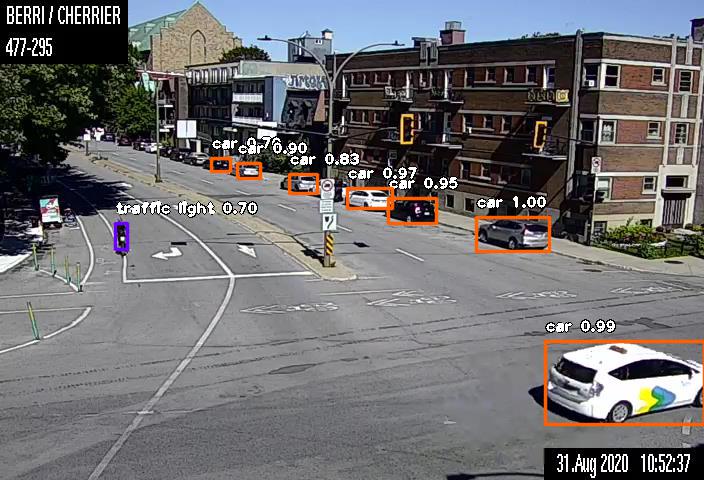 BERRI / CHERRIER
477-295
car 0.90
car 0.83
car 0.97
car 0.95
car 1.00
traffic light 0.70
car 0.99
31.Aug 2020 10:52:37